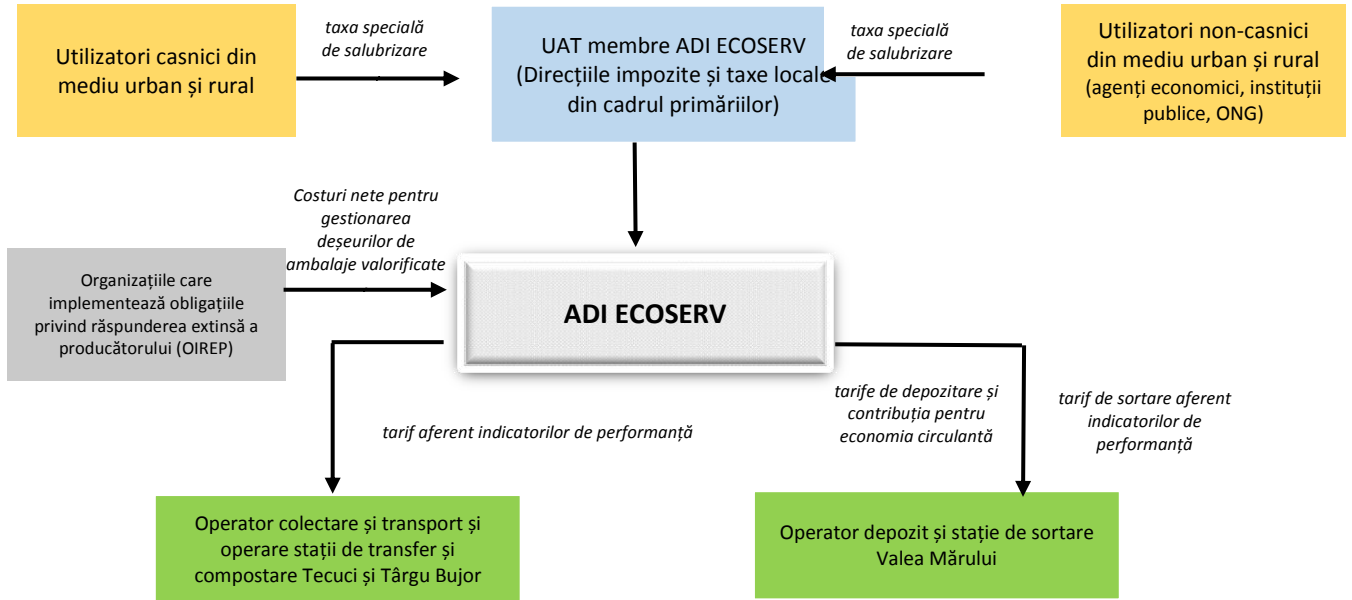 taxa specială
de salubrizare
Utilizatori casnici din
mediu urban și rural
UAT membre ADI ECOSERV
(Direcțiile impozite și taxe locale
din cadrul primăriilor)
taxa specială
de salubrizare
Utilizatori non-casnici
din mediu urban și rural
(agenți economici, instituții
publice, ONG)
Costuri nete pentru
gestionarea
deșeurilor de
ambalaje valorificate
Organizațiile care
implementează obligațiile
privind răspunderea extinsă a
producătorului (OIREP)
ADI ECOSERV
tarif aferent indicatorilor de performanță
tarife de depozitare și
contribuția pentru
economia circulantă
tarif de sortare aferent
indicatorilor de
performanță
Operator colectare și transport și
operare stații de transfer și
compostare Tecuci și Târgu Bujor
Operator depozit și stație de sortare
Valea Mărului